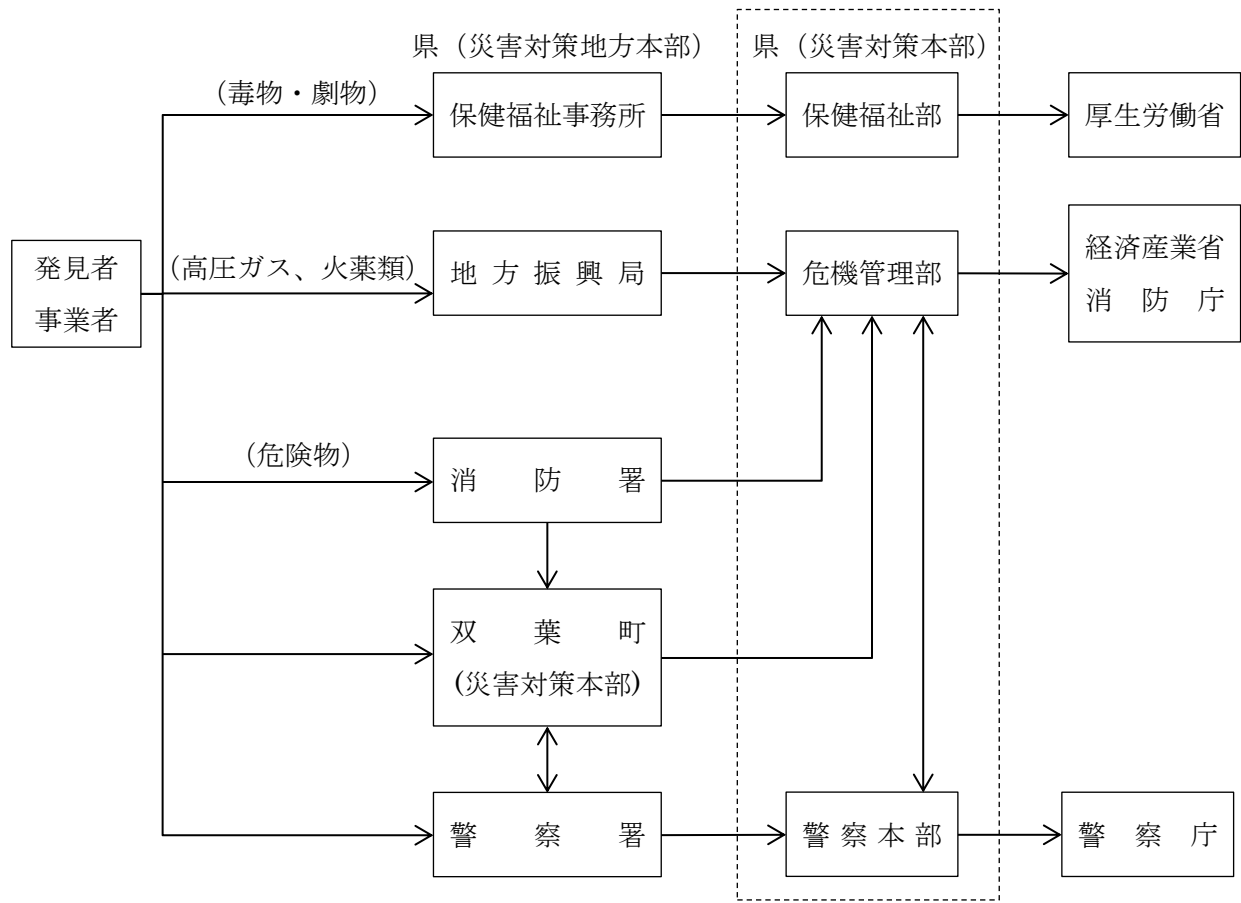 県（災害対策地方本部）
県（災害対策本部）
（毒物・劇物）
保健福祉事務所
保健福祉部
厚生労働省
発見者
事業者
（高圧ガス、火薬類）
地方振興局
危機管理部
経済産業省
消防庁
（危険物）
消防署
双葉町
(災害対策本部)
警察署
警察本部
警察庁